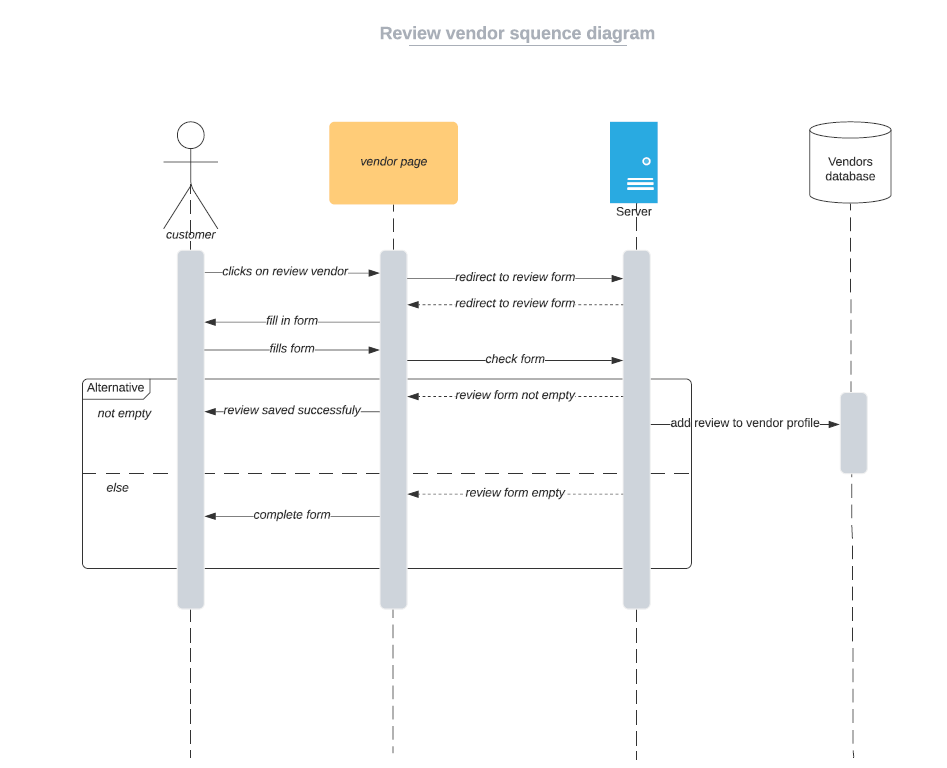 Review vendor squence diagram
vendor page
Vendors
database
Server
customer
clicks on review vendor
redirect to review form
redirect to review form
fill in form
fills form
check form
Alternative
review form not empty
not empty
review saved successfuly
add review to vendor profile
else
review form empty
complete form